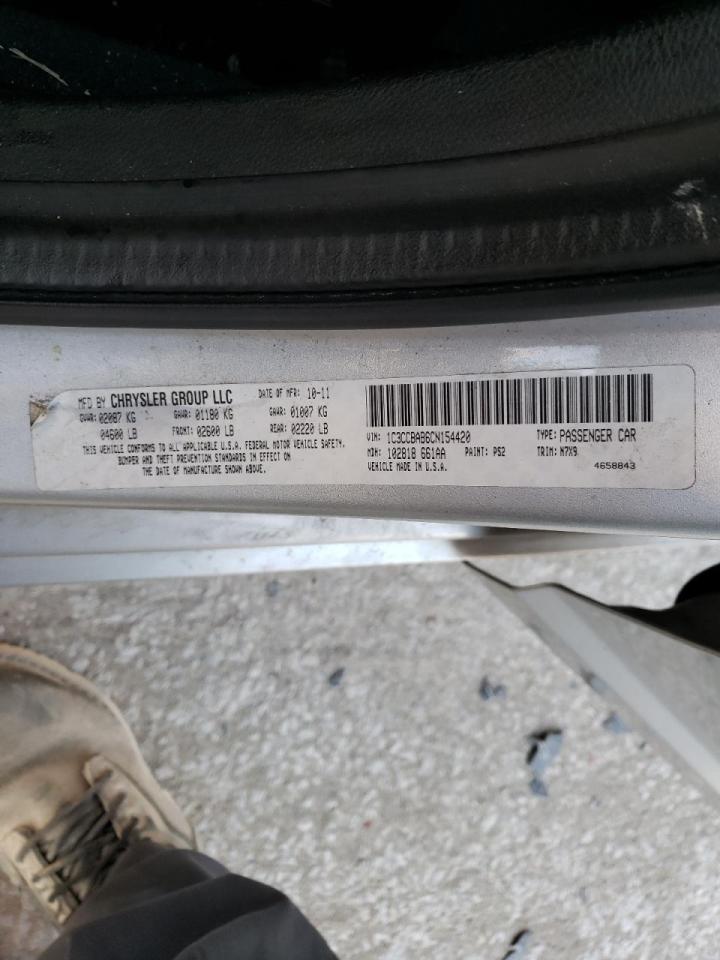 MFD BY CHRYSLER GROUP LLC DATE OF MFR: 10-11
GVWR: 02087 KG GAWR: 01180 KG GAWR: 01007 KG
04600 LB FRONT: 02600 LB REAR: 02220 LB
THIS VEHICLE CONFORMS TO ALL APPLICABLE U.S.A. FEDERAL MOTOR VEHICLE SAFETY,
BUMPER AND THEFT PREVENTION STANDARDS IN EFFECT ON
THE DATE OF MANUFACTURE SHOWN ABOVE.
VIN: 1C3CCBAB6CN154420 TYPE: PASSENGER CAR
MDH: 102818 661AA PAINT: PS2 TRIM: N7X9
VEHICLE MADE IN U.S.A. 4658843